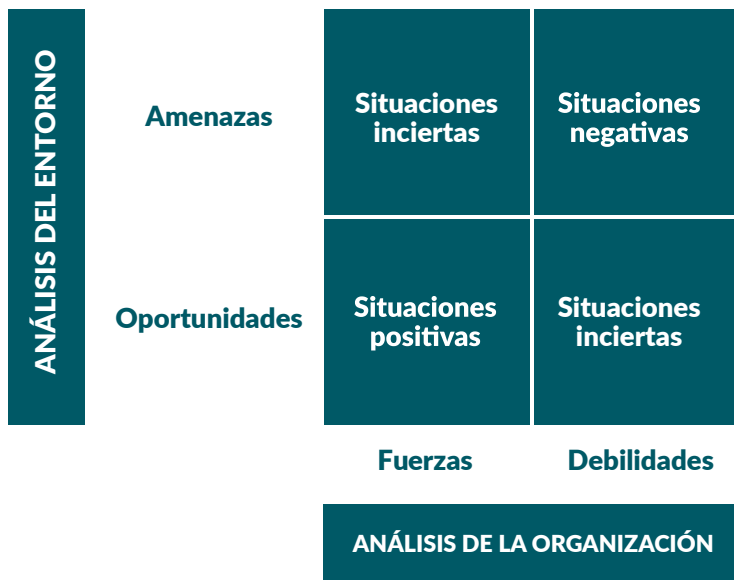 ANÁLISIS DEL ENTORNO
Amenazas
Situaciones
inciertas
Situaciones
negativas
Oportunidades
Situaciones
positivas
Situaciones
inciertas
Fuerzas
Debilidades
ANÁLISIS DE LA ORGANIZACIÓN